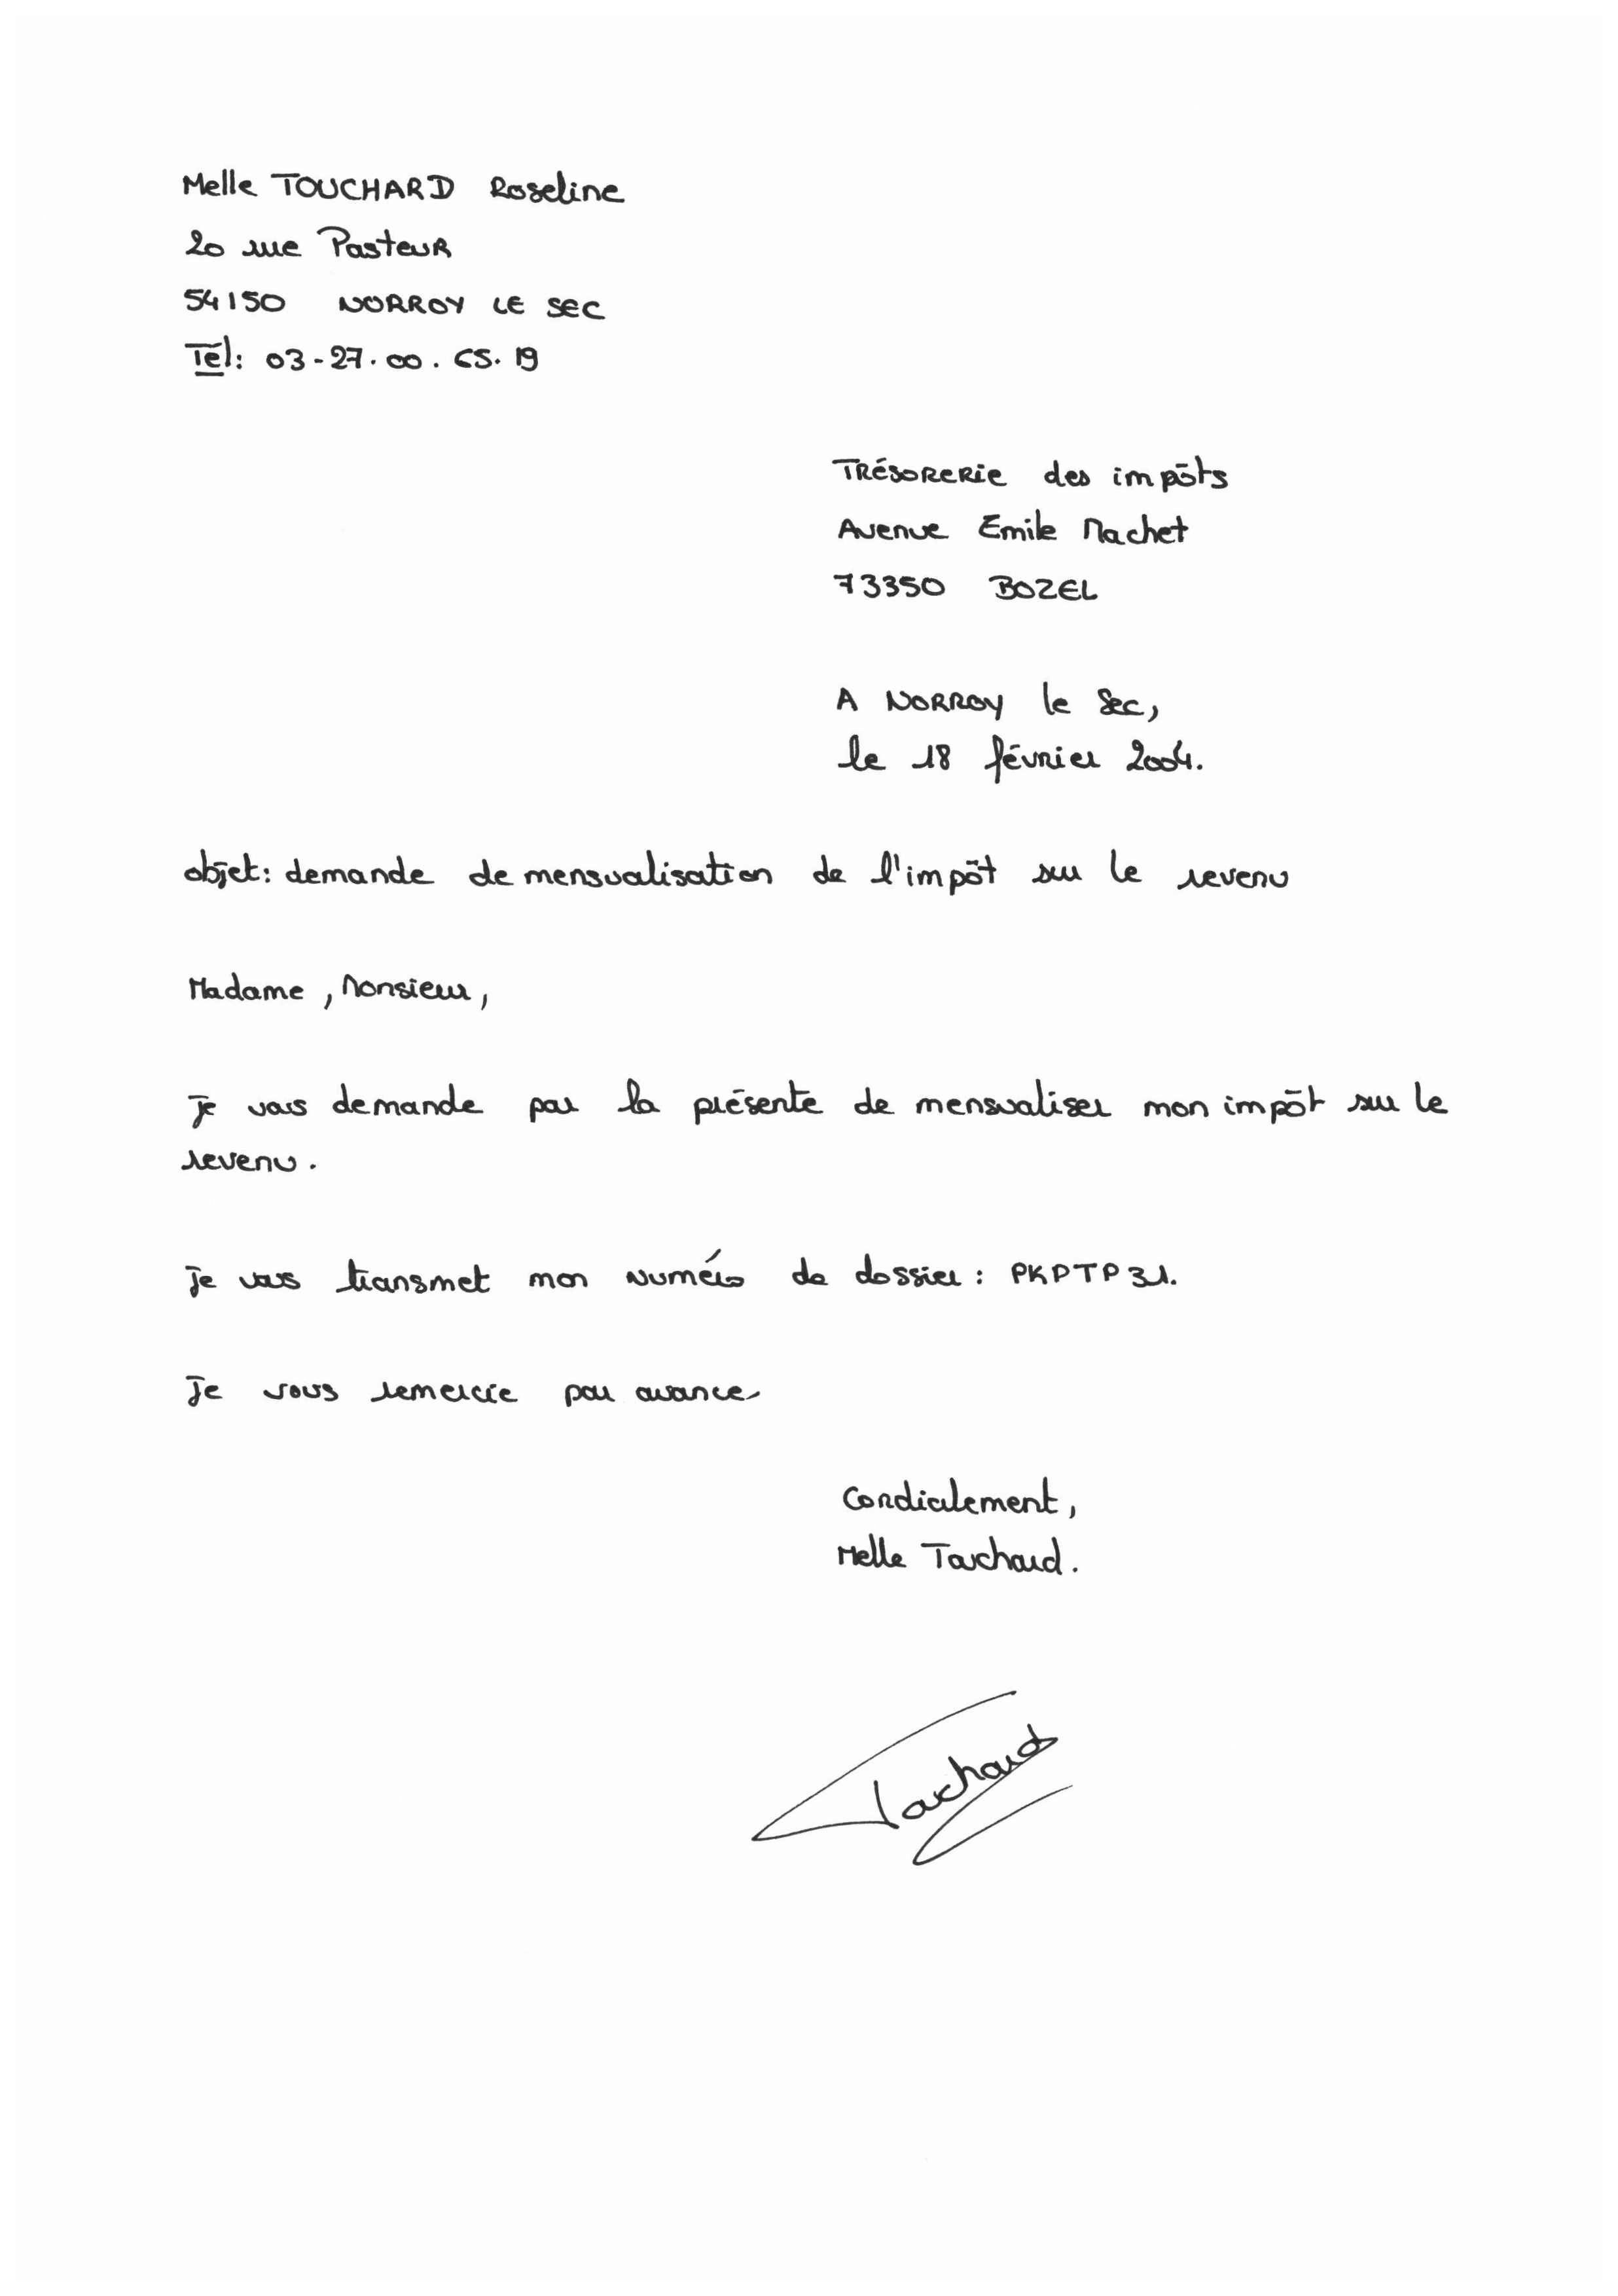 Melle TOUCHARD Roseline
20 rue Pasteur
54150 NORROY LE SEC
Tél: 03-27.00.65.19
Trésorerie des impôts
Avenue Emile Machet
73350 BOZEL
A NORROY le Sec,
le 18 février 2004.
objet: demande de mensualisation de l'impôt sur le revenu
Madame, Monsieur,
Je vous demande par la présente de mensualiser mon impôt sur le
revenu.
Je vous transmet mon numéro de dossier : PKPTP31.
Je vous remercie par avance
Cordialement,
Melle Touchard.
Touchard